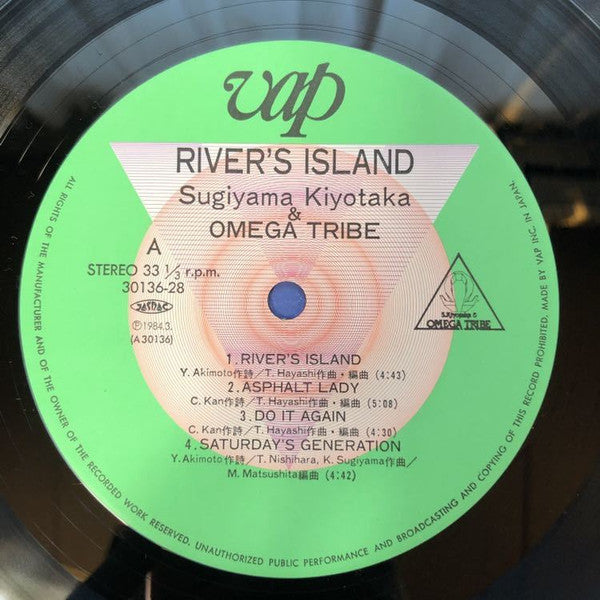 vap
RIVER'S ISLAND
Sugiyama Kiyotaka
&
OMEGA TRIBE
A
STEREO 33 1/3 r.p.m.
30136-28
JASRAC
Ⓟ1984.3.
(A30136)
S.Kiyotaka &
OMEGA TRIBE
1. RIVER'S ISLAND
Y. Akimoto作詩／T. Hayashi作曲・編曲 (4:43)
2. ASPHALT LADY
C. Kan作詩／T. Hayashi作曲・編曲 (5:08)
3. DO IT AGAIN
C. Kan作詩／T. Hayashi作曲・編曲 (4:30)
4. SATURDAY'S GENERATION
Y. Akimoto作詩／T. Nishihara, K. Sugiyama作曲／
M. Matsushita編曲 (4:42)
ALL RIGHTS OF THE MANUFACTURER AND OF THE OWNER OF THE RECORDED WORK RESERVED. UNAUTHORIZED PUBLIC PERFORMANCE AND BROADCASTING AND COPYING OF THIS RECORD PROHIBITED. MADE BY VAP INC. IN JAPAN.